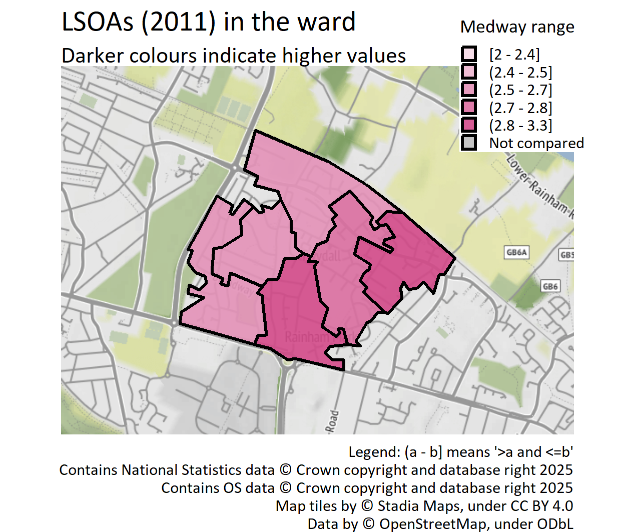 LSOAs (2011) in the ward
Darker colours indicate higher values
Medway range
[2 - 2.4]
(2.4 - 2.5]
(2.5 - 2.7]
(2.7 - 2.8]
(2.8 - 3.3]
Not compared
Lower-Rainham-R
GB6A
GBS
GB6
Rainham
-Road
Legend: (a - b] means '>a and <=b'
Contains National Statistics data © Crown copyright and database right 2025
Contains OS data © Crown copyright and database right 2025
Map tiles by © Stadia Maps, under CC BY 4.0
Data by © OpenStreetMap, under ODbL